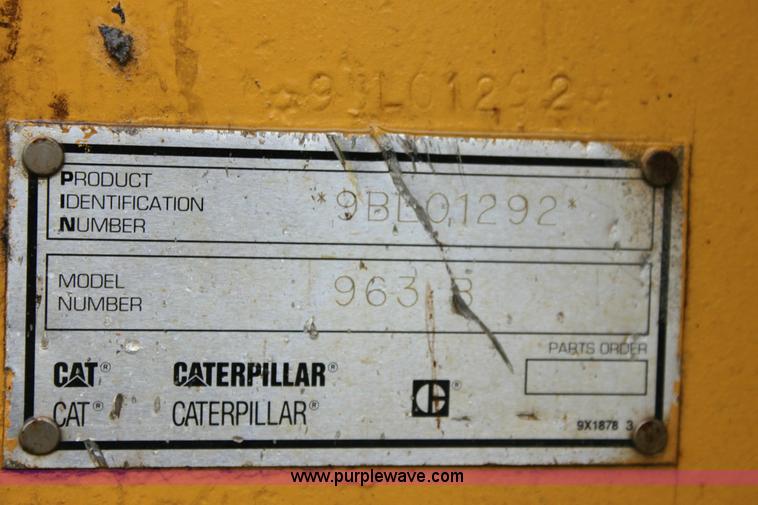 ☆9BL01292☆
PRODUCT
IDENTIFICATION
NUMBER
*9BL01292*
MODEL
NUMBER
963 B
PARTS ORDER
CAT® CATERPILLAR®
CAT® CATERPILLAR®
C ®
9X1878 3
www.purplewave.com